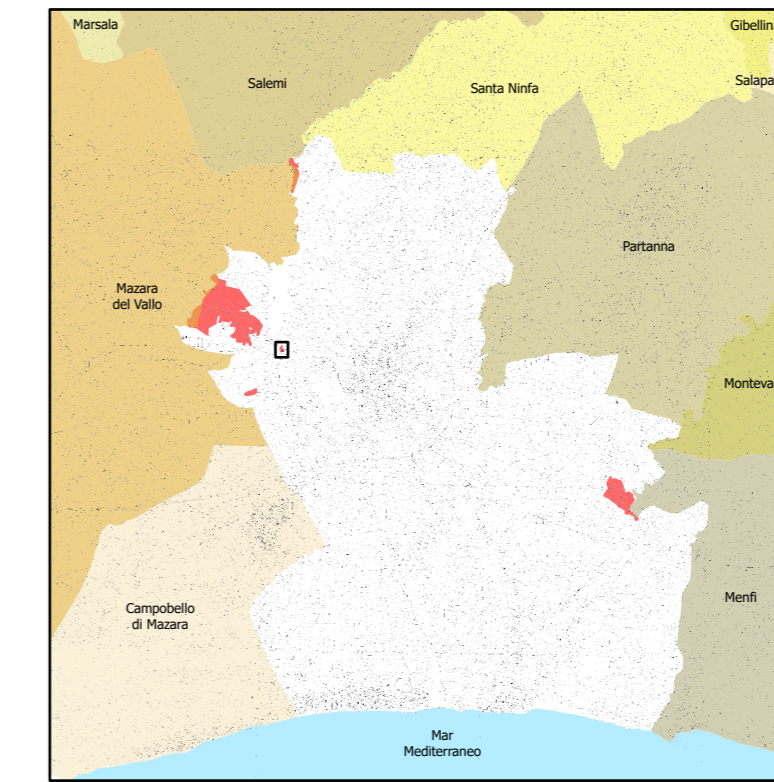 Marsala
Gibellin
Salemi
Santa Ninfa
Salapa
Partanna
Mazara
del Vallo
Monteva
Menfi
Campobello
di Mazara
Mar
Mediterraneo